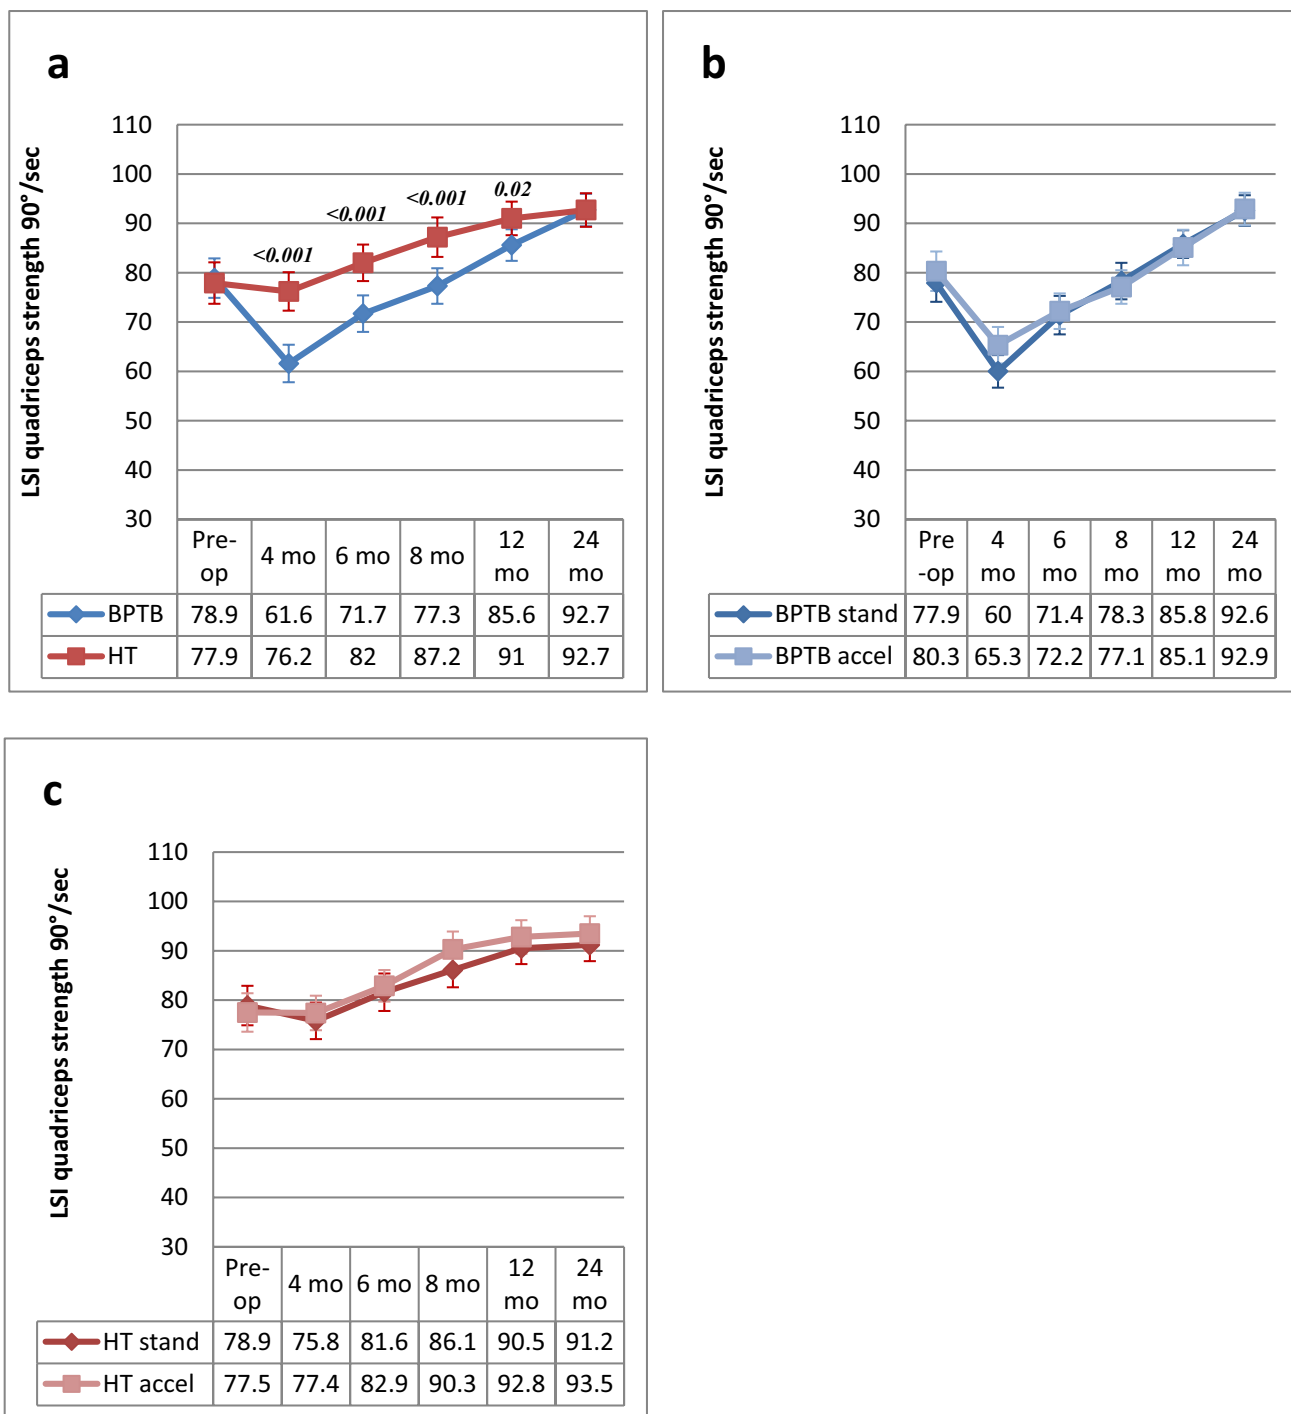 a
LSI quadriceps strength 90°/sec
110
100
90
80
70
60
50
40
30
<0.001
<0.001
<0.001
0.02
Pre-op 4 mo 6 mo 8 mo 12 mo 24 mo
BPTB 78.9 61.6 71.7 77.3 85.6 92.7
HT 77.9 76.2 82 87.2 91 92.7
b
LSI quadriceps strength 90°/sec
110
100
90
80
70
60
50
40
30
Pre-op 4 mo 6 mo 8 mo 12 mo 24 mo
BPTB stand 77.9 60 71.4 78.3 85.8 92.6
BPTB accel 80.3 65.3 72.2 77.1 85.1 92.9
c
LSI quadriceps strength 90°/sec
110
100
90
80
70
60
50
40
30
Pre-op 4 mo 6 mo 8 mo 12 mo 24 mo
HT stand 78.9 75.8 81.6 86.1 90.5 91.2
HT accel 77.5 77.4 82.9 90.3 92.8 93.5